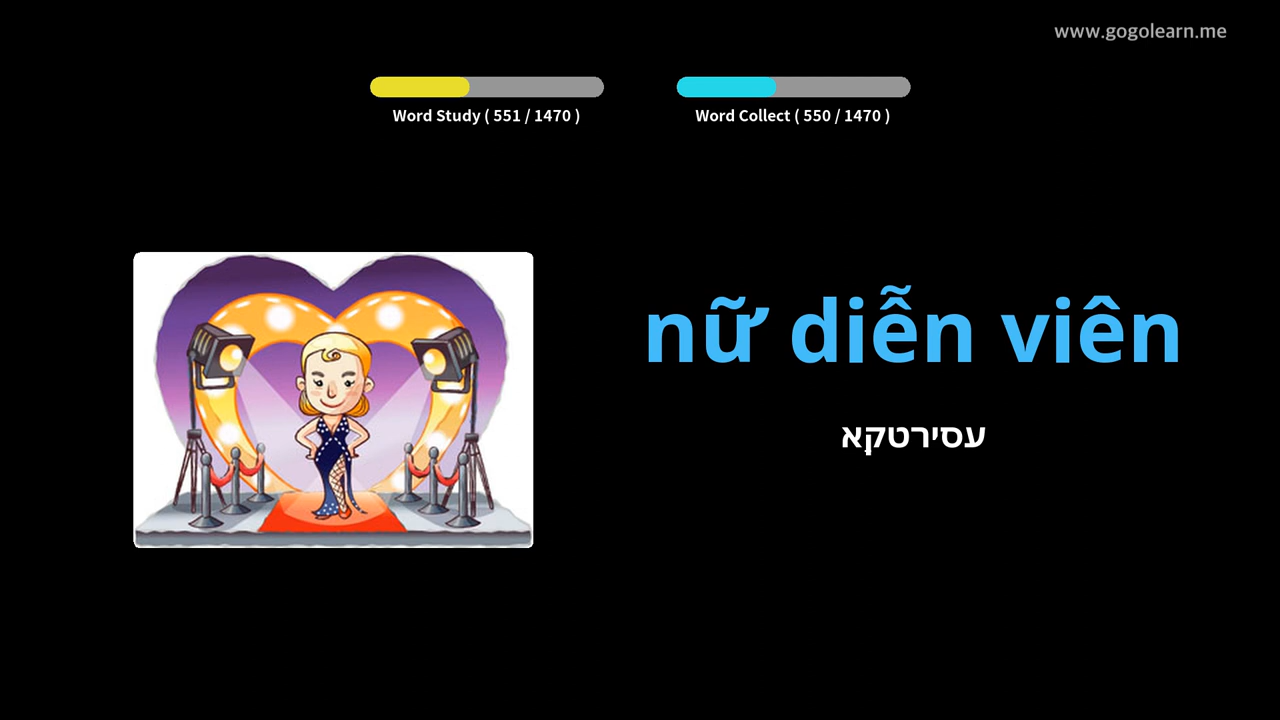 www.gogolearn.me
Word Study ( 551 / 1470 )
Word Collect ( 550 / 1470 )
nữ diễn viên
עסירטקַא